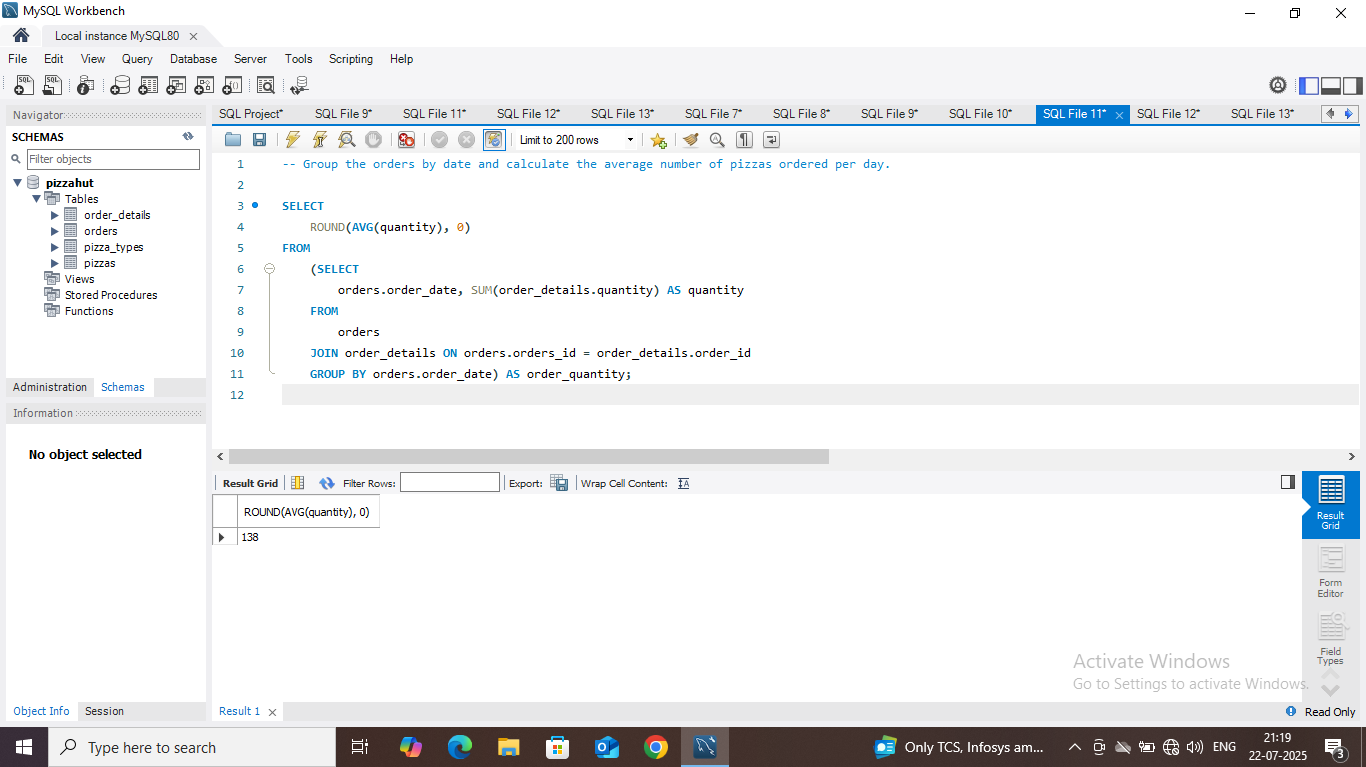 MySQL Workbench
Local instance MySQL80
File Edit View Query Database Server Tools Scripting Help
Navigator
SCHEMAS
Filter objects
pizzahut
Tables
order_details
orders
pizza_types
pizzas
Views
Stored Procedures
Functions
Administration Schemas
Information
No object selected
Object Info Session
SQL Project* SQL File 9* SQL File 11* SQL File 12* SQL File 13* SQL File 7* SQL File 8* SQL File 9* SQL File 10* SQL File 11* SQL File 12* SQL File 13*
Limit to 200 rows
1 -- Group the orders by date and calculate the average number of pizzas ordered per day.
2
3 SELECT
4 ROUND(AVG(quantity), 0)
5 FROM
6 (SELECT
7 orders.order_date, SUM(order_details.quantity) AS quantity
8 FROM
9 orders
10 JOIN order_details ON orders.orders_id = order_details.order_id
11 GROUP BY orders.order_date) AS order_quantity;
12
Result Grid Filter Rows: Export: Wrap Cell Content:
ROUND(AVG(quantity), 0)
138
Result Grid
Form Editor
Field Types
Activate Windows
Go to Settings to activate Windows.
Result 1
Read Only
Type here to search
Only TCS, Infosys am...
ENG
21:19
22-07-2025
3